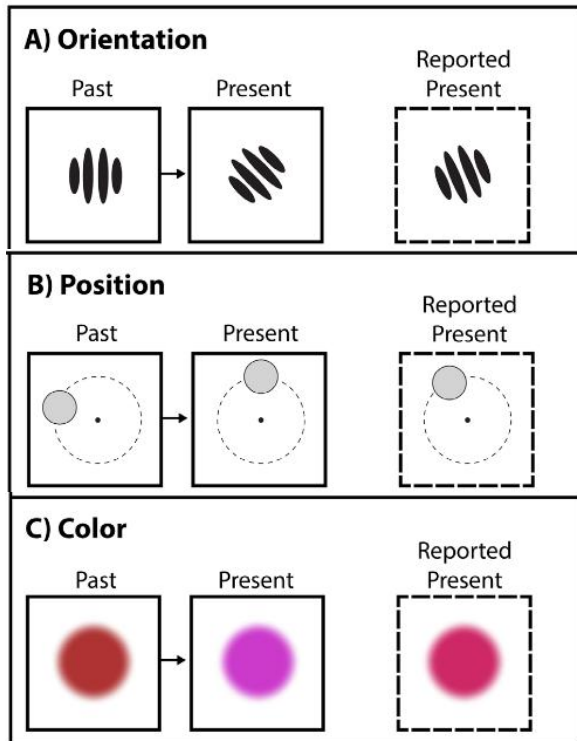 A) Orientation
Past
Present
Reported
Present
B) Position
Past
Present
Reported
Present
C) Color
Past
Present
Reported
Present